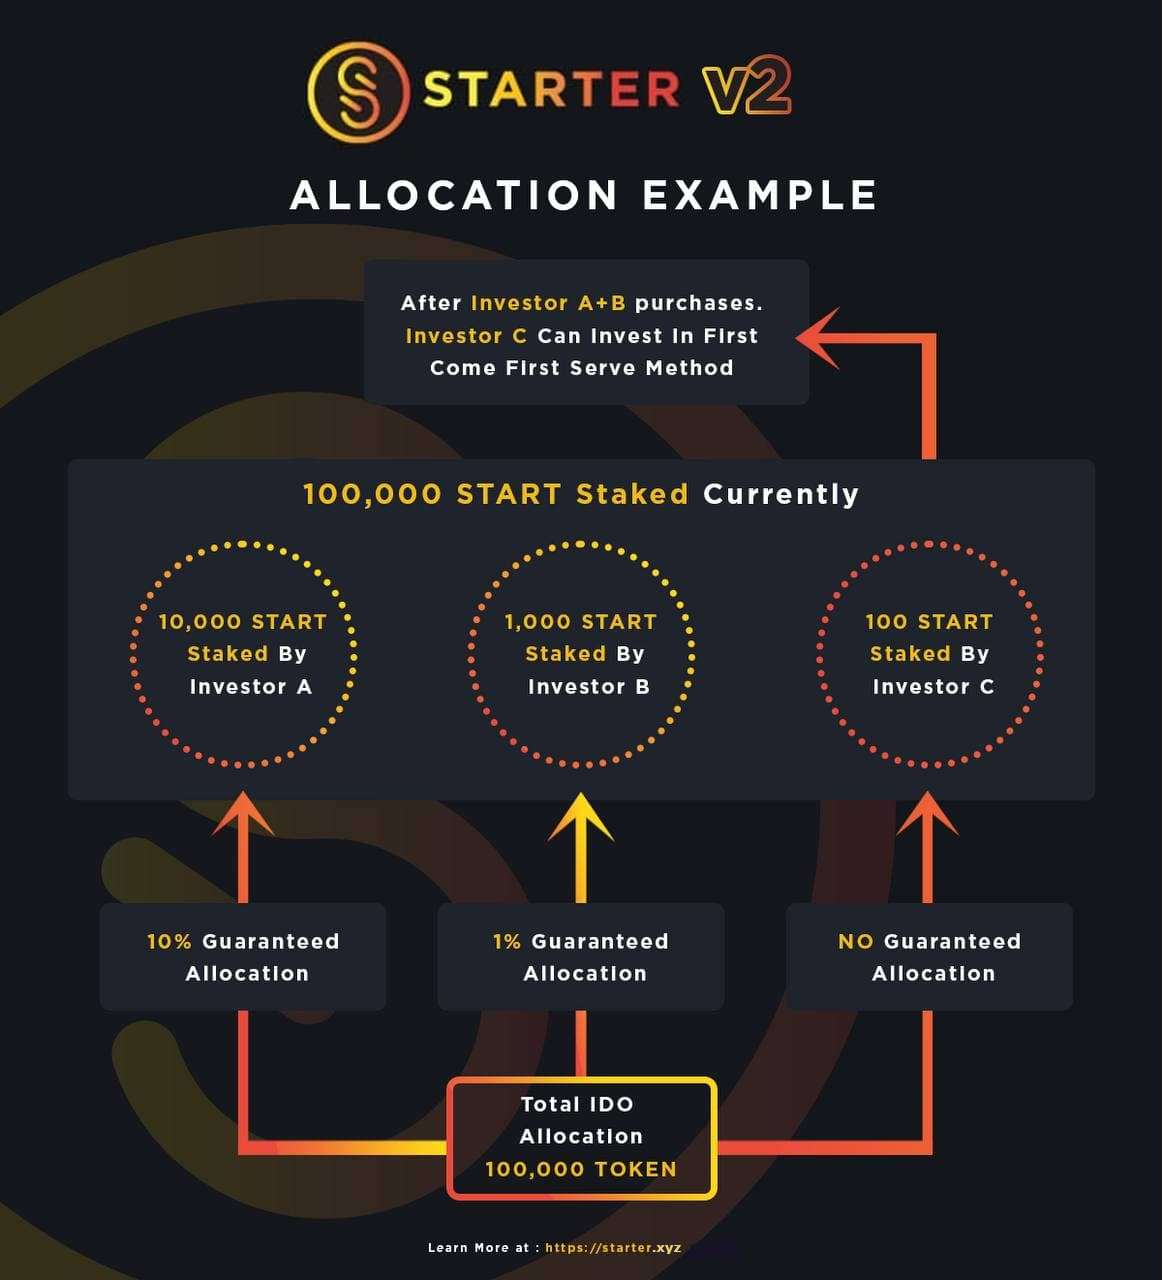 STARTER V2
ALLOCATION EXAMPLE
After Investor A+B purchases.
Investor C Can Invest In First
Come First Serve Method
100,000 START Staked Currently
10,000 START
Staked By
Investor A
1,000 START
Staked By
Investor B
100 START
Staked By
Investor C
10% Guaranteed
Allocation
1% Guaranteed
Allocation
NO Guaranteed
Allocation
Total IDO
Allocation
100,000 TOKEN
Learn More at : https://starter.xyz